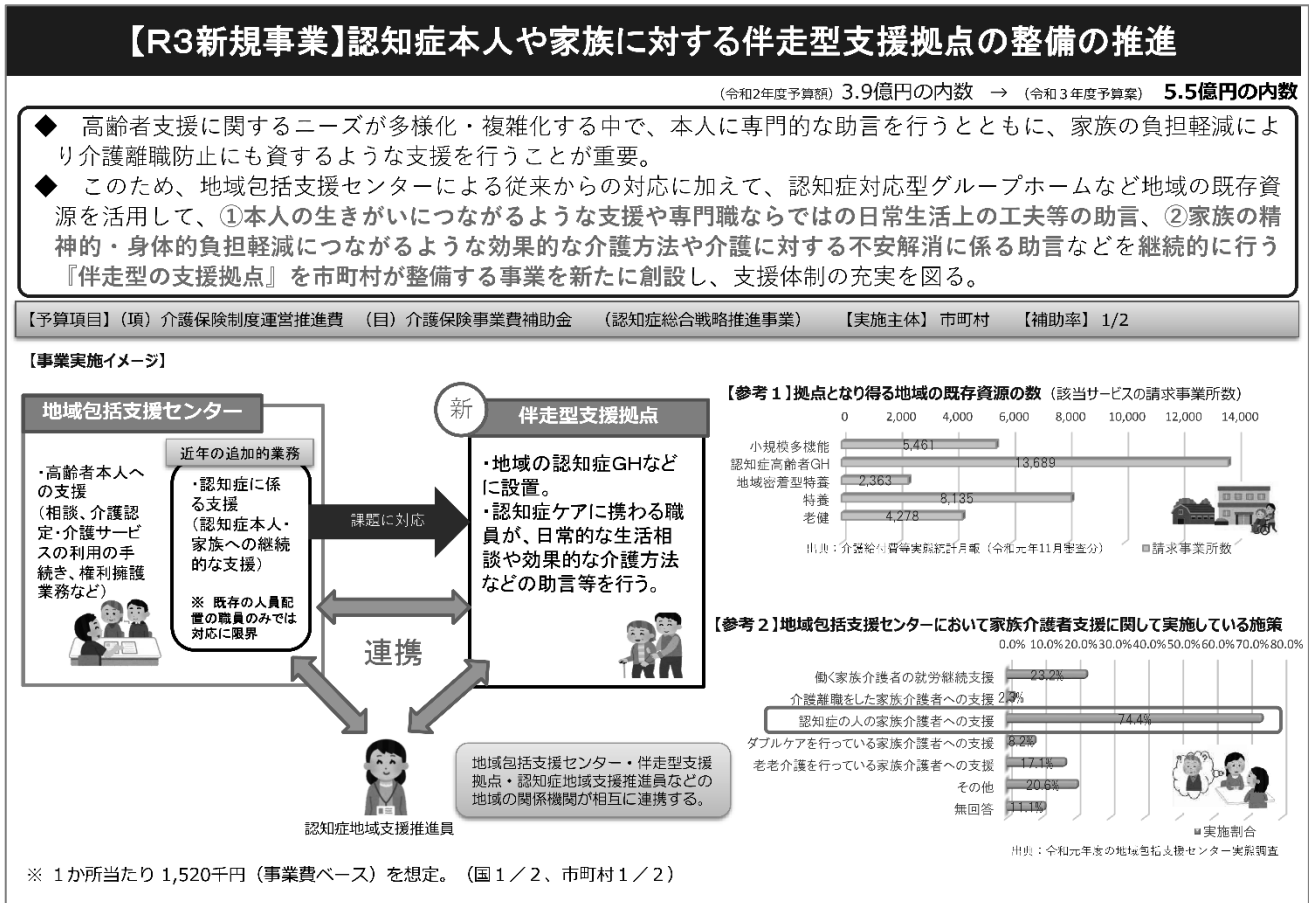 【R3新規事業】認知症本人や家族に対する伴走型支援拠点の整備の推進
(令和2年度予算額) 3.9億円の内数 → (令和3年度予算案) 5.5億円の内数
◆ 高齢者支援に関するニーズが多様化・複雑化する中で、本人に専門的な助言を行うとともに、家族の負担軽減によ
り介護離職防止にも資するような支援を行うことが重要。
◆ このため、地域包括支援センターによる従来からの対応に加えて、認知症対応型グループホームなど地域の既存資
源を活用して、①本人の生きがいにつながるような支援や専門職ならではの日常生活上の工夫等の助言、②家族の精
神的・身体的負担軽減につながるような効果的な介護方法や介護に対する不安解消に係る助言などを継続的に行う
『伴走型の支援拠点』を市町村が整備する事業を新たに創設し、支援体制の充実を図る。
【予算項目】(項)介護保険制度運営推進費 (目)介護保険事業費補助金 (認知症総合戦略推進事業) 【実施主体】市町村 【補助率】1/2
【事業実施イメージ】
地域包括支援センター
・高齢者本人へ
の支援
(相談、介護認
定・介護サービ
スの利用の手
続き、権利擁護
業務など)
近年の追加的業務
・認知症に係
る支援
(認知症本人・
家族への継続
的な支援)
※ 既存の人員配
置の職員のみでは
対応に限界
課題に対応
連携
新
伴走型支援拠点
・地域の認知症GHなど
に設置。
・認知症ケアに携わる職
員が、日常的な生活相
談や効果的な介護方法
などの助言等を行う。
認知症地域支援推進員
地域包括支援センター・伴走型支援
拠点・認知症地域支援推進員などの
地域の関係機関が相互に連携する。
※ 1か所当たり 1,520千円(事業費ベース)を想定。(国1/2、市町村1/2)
【参考1】拠点となり得る地域の既存資源の数(該当サービスの請求事業所数)
0 2,000 4,000 6,000 8,000 10,000 12,000 14,000
小規模多機能 5,461
認知症高齢者GH 13,689
地域密着型特養 2,363
特養 8,135
老健 4,278
出典:介護給付費等実態統計月報(令和元年11月審査分)
請求事業所数
【参考2】地域包括支援センターにおいて家族介護者支援に関して実施している施策
0.0% 10.0% 20.0% 30.0% 40.0% 50.0% 60.0% 70.0% 80.0%
働く家族介護者の就労継続支援 23.2%
介護離職をした家族介護者への支援 2.3%
認知症の人の家族介護者への支援 74.4%
ダブルケアを行っている家族介護者への支援 8.2%
老老介護を行っている家族介護者への支援 17.1%
その他 20.6%
無回答 11.1%
実施割合
出典:令和元年度の地域包括支援センター実態調査